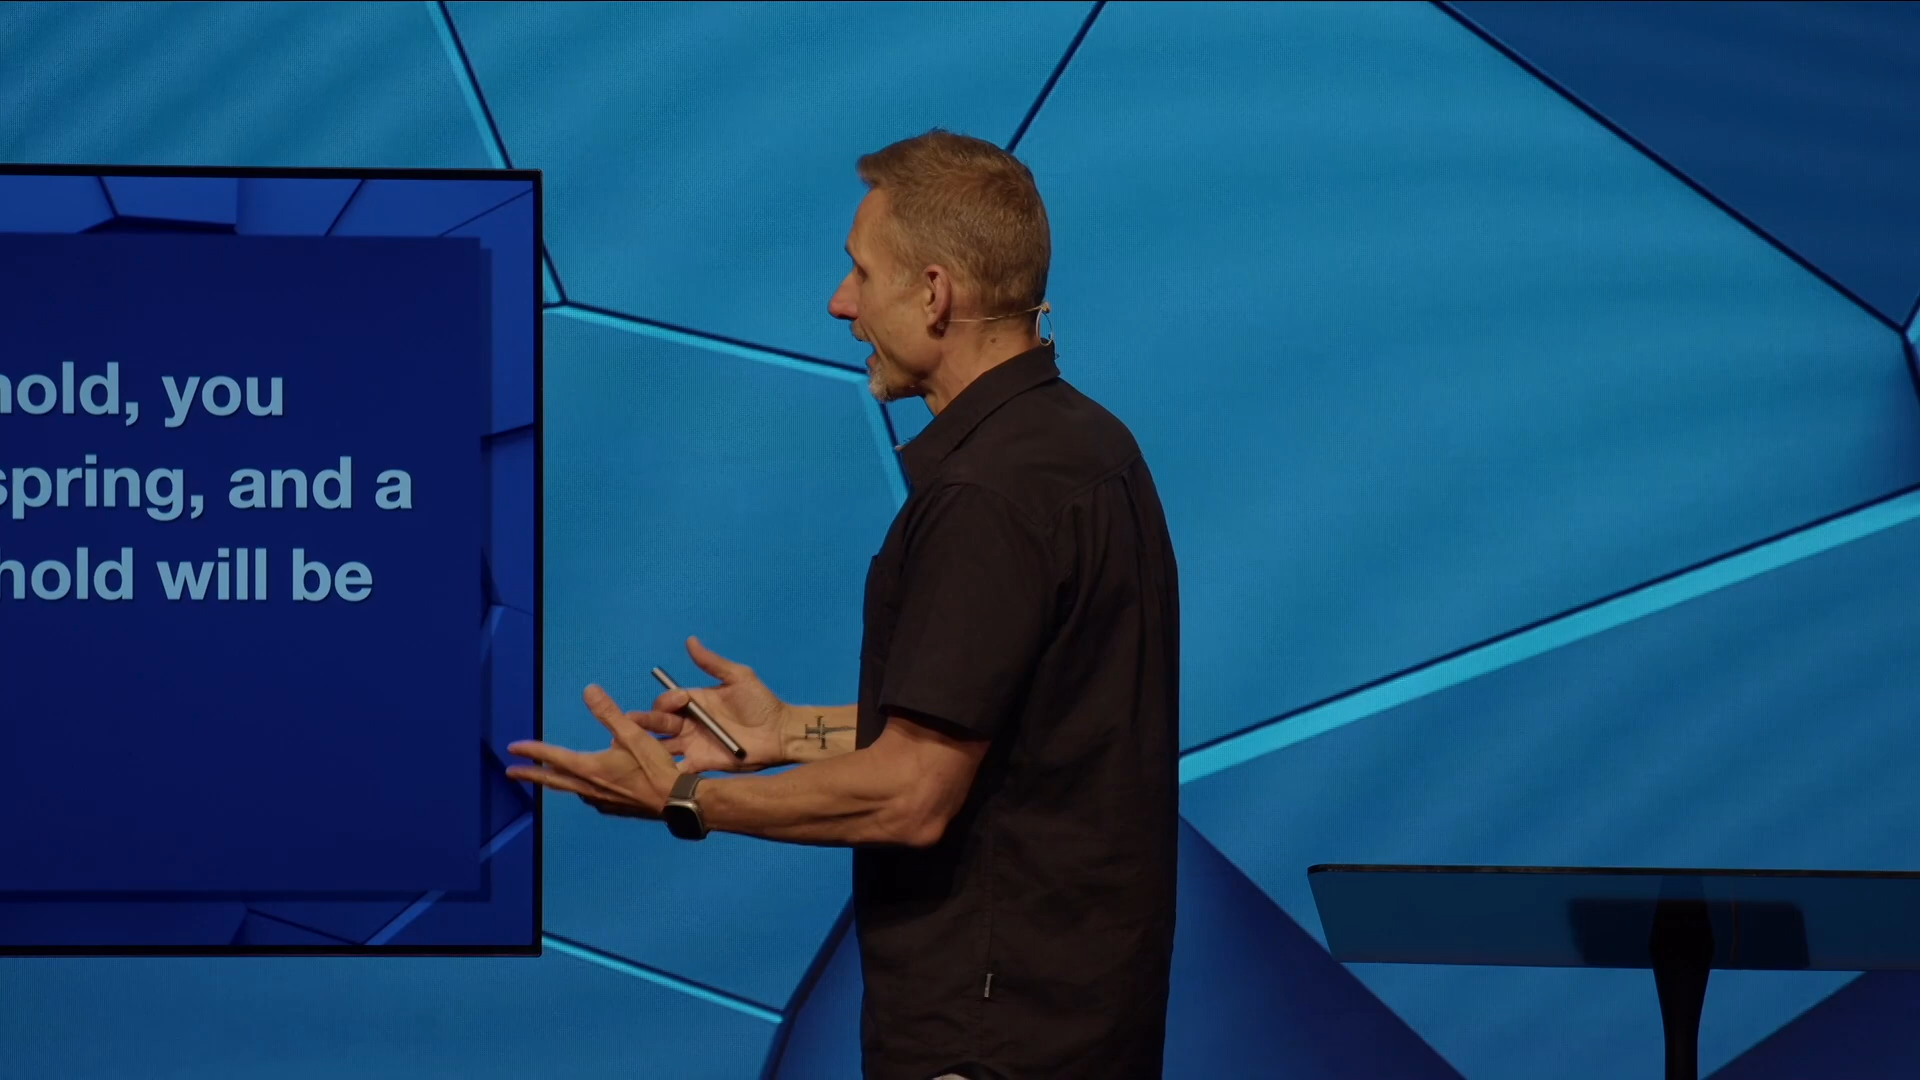 hold, you
spring, and a
hold will be